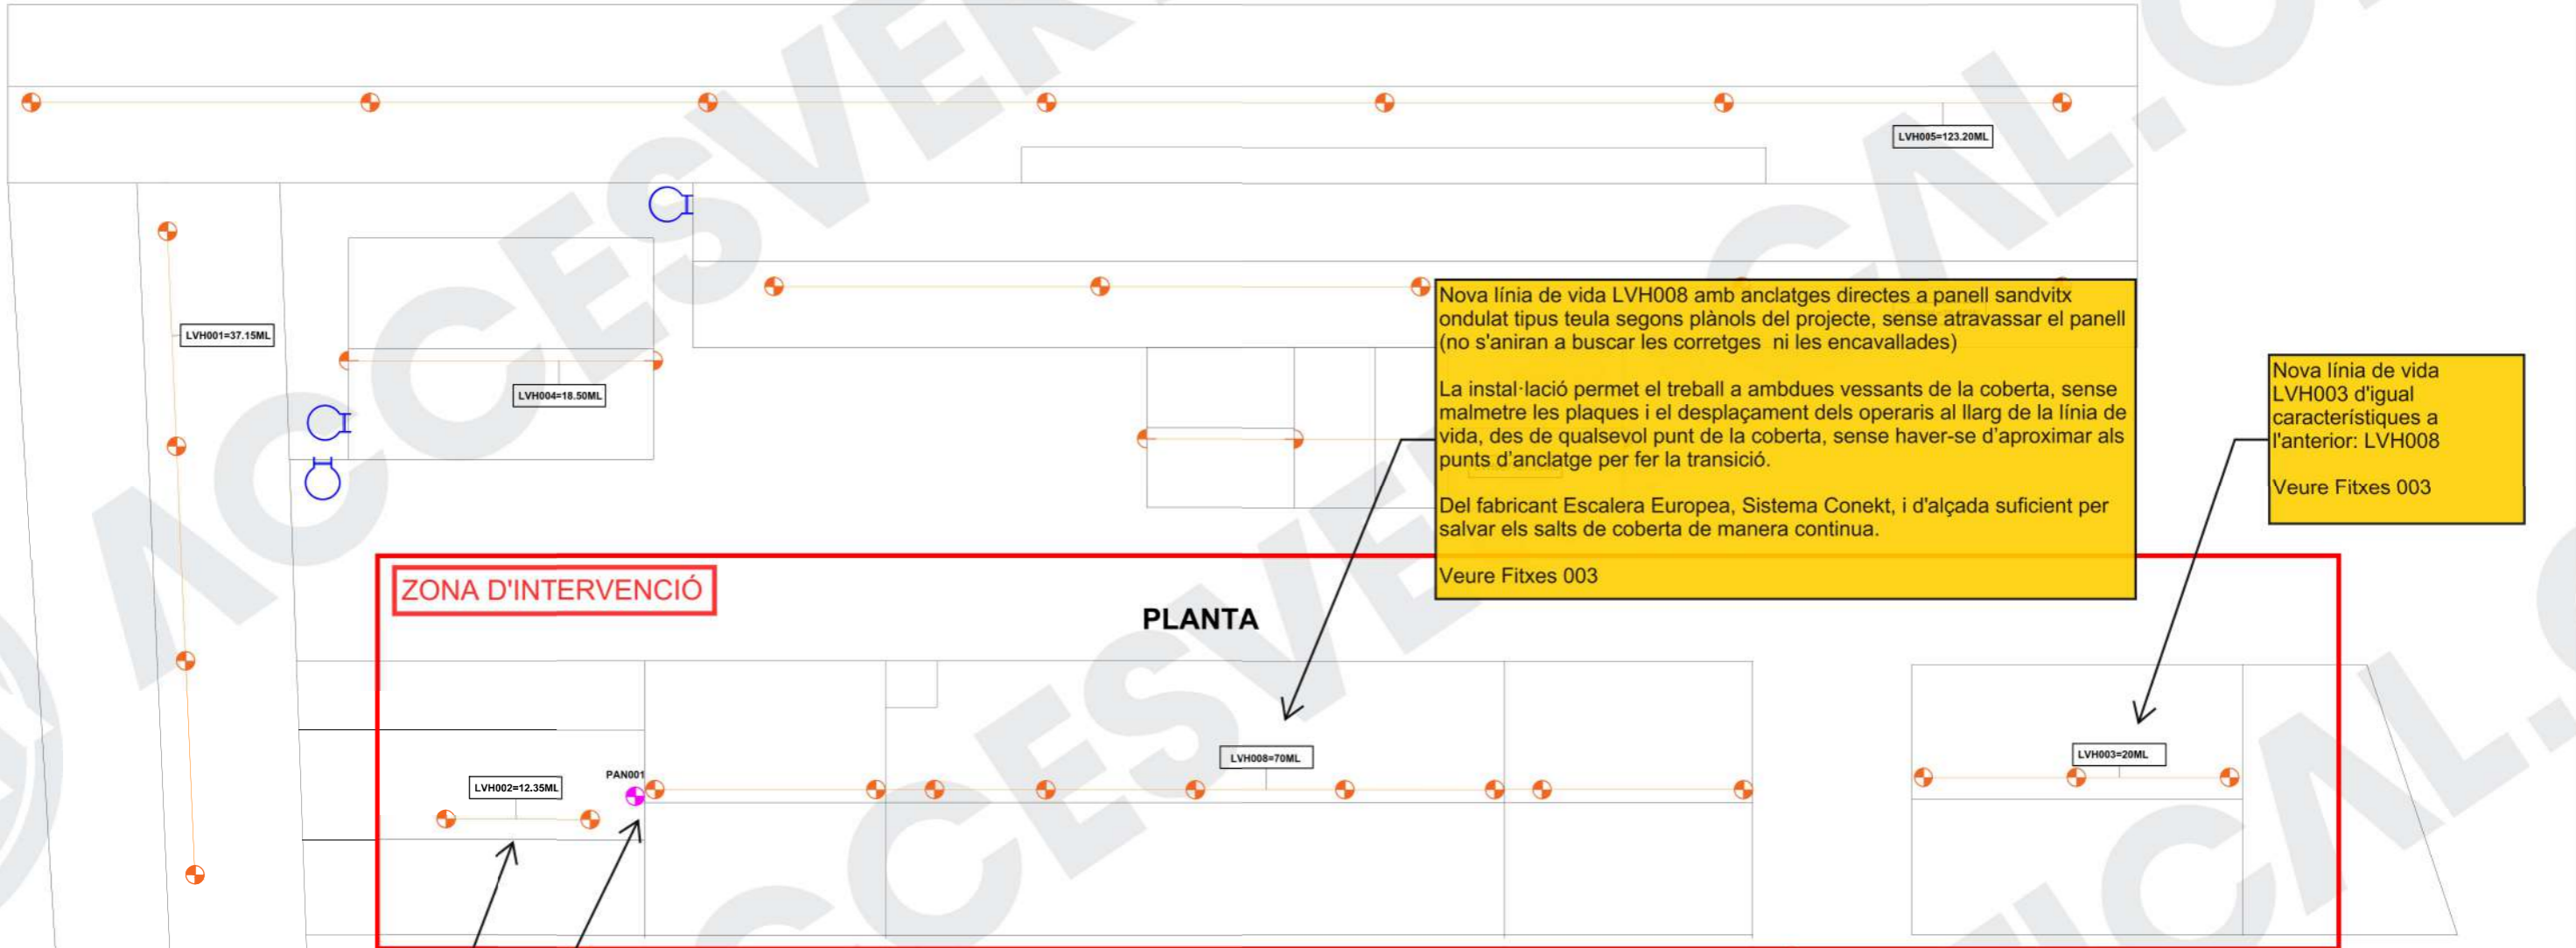 ACCESVERTICAL.C
LVH005=123.20ML
LVH001=37.15ML
LVH004=18.50ML
Nova línia de vida LVH008 amb anclatges directes a panell sandvitx
ondulat tipus teula segons plànols del projecte, sense atravassar el panell
(no s'aniran a buscar les corretges ni les encavallades)
La instal·lació permet el treball a ambdues vessants de la coberta, sense
malmetre les plaques i el desplaçament dels operaris al llarg de la línia de
vida, des de qualsevol punt de la coberta, sense haver-se d'aproximar als
punts d'anclatge per fer la transició.
Del fabricant Escalera Europea, Sistema Conekt, i d'alçada suficient per
salvar els salts de coberta de manera continua.
Veure Fitxes 003
Nova línia de vida
LVH003 d'igual
característiques a
l'anterior: LVH008
Veure Fitxes 003
ZONA D'INTERVENCIÓ
PLANTA
LVH008=70ML
LVH003=20ML
PAN001
LVH002=12.35ML